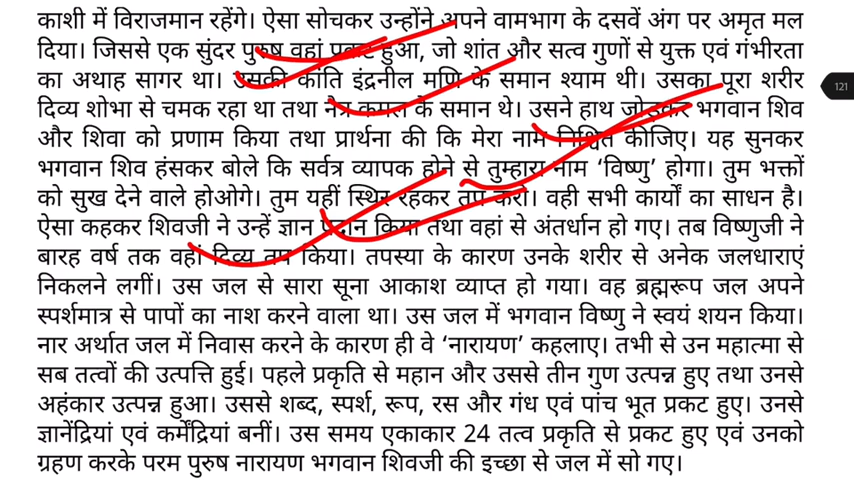 काशी में विराजमान रहेंगे। ऐसा सोचकर उन्होंने अपने वामभाग के दसवें अंग पर अमृत मल
दिया। जिससे एक सुंदर पुरुष वहां प्रकट हुआ, जो शांत और सत्व गुणों से युक्त एवं गंभीरता
का अथाह सागर था। उसकी कांति इंद्रनील मणि के समान श्याम थी। उसका पूरा शरीर
दिव्य शोभा से चमक रहा था तथा नेत्र कमल के समान थे। उसने हाथ जोड़कर भगवान शिव
और शिवा को प्रणाम किया तथा प्रार्थना की कि मेरा नाम निश्चित कीजिए। यह सुनकर
भगवान शिव हंसकर बोले कि सर्वत्र व्यापक होने से तुम्हारा नाम ‘विष्णु’ होगा। तुम भक्तों
को सुख देने वाले होओगे। तुम यहीं स्थिर रहकर तप करो। वही सभी कार्यों का साधन है।
ऐसा कहकर शिवजी ने उन्हें ज्ञान प्रदान किया तथा वहां से अंतर्धान हो गए। तब विष्णुजी ने
बारह वर्ष तक वहां दिव्य तप किया। तपस्या के कारण उनके शरीर से अनेक जलधाराएं
निकलने लगीं। उस जल से सारा सूना आकाश व्याप्त हो गया। वह ब्रह्मरूप जल अपने
स्पर्शमात्र से पापों का नाश करने वाला था। उस जल में भगवान विष्णु ने स्वयं शयन किया।
नार अर्थात जल में निवास करने के कारण ही वे ‘नारायण’ कहलाए। तभी से उन महात्मा से
सब तत्वों की उत्पत्ति हुई। पहले प्रकृति से महान और उससे तीन गुण उत्पन्न हुए तथा उनसे
अहंकार उत्पन्न हुआ। उससे शब्द, स्पर्श, रूप, रस और गंध एवं पांच भूत प्रकट हुए। उनसे
ज्ञानेंद्रियां एवं कर्मेंद्रियां बनीं। उस समय एकाकार 24 तत्व प्रकृति से प्रकट हुए एवं उनको
ग्रहण करके परम पुरुष नारायण भगवान शिवजी की इच्छा से जल में सो गए।
121